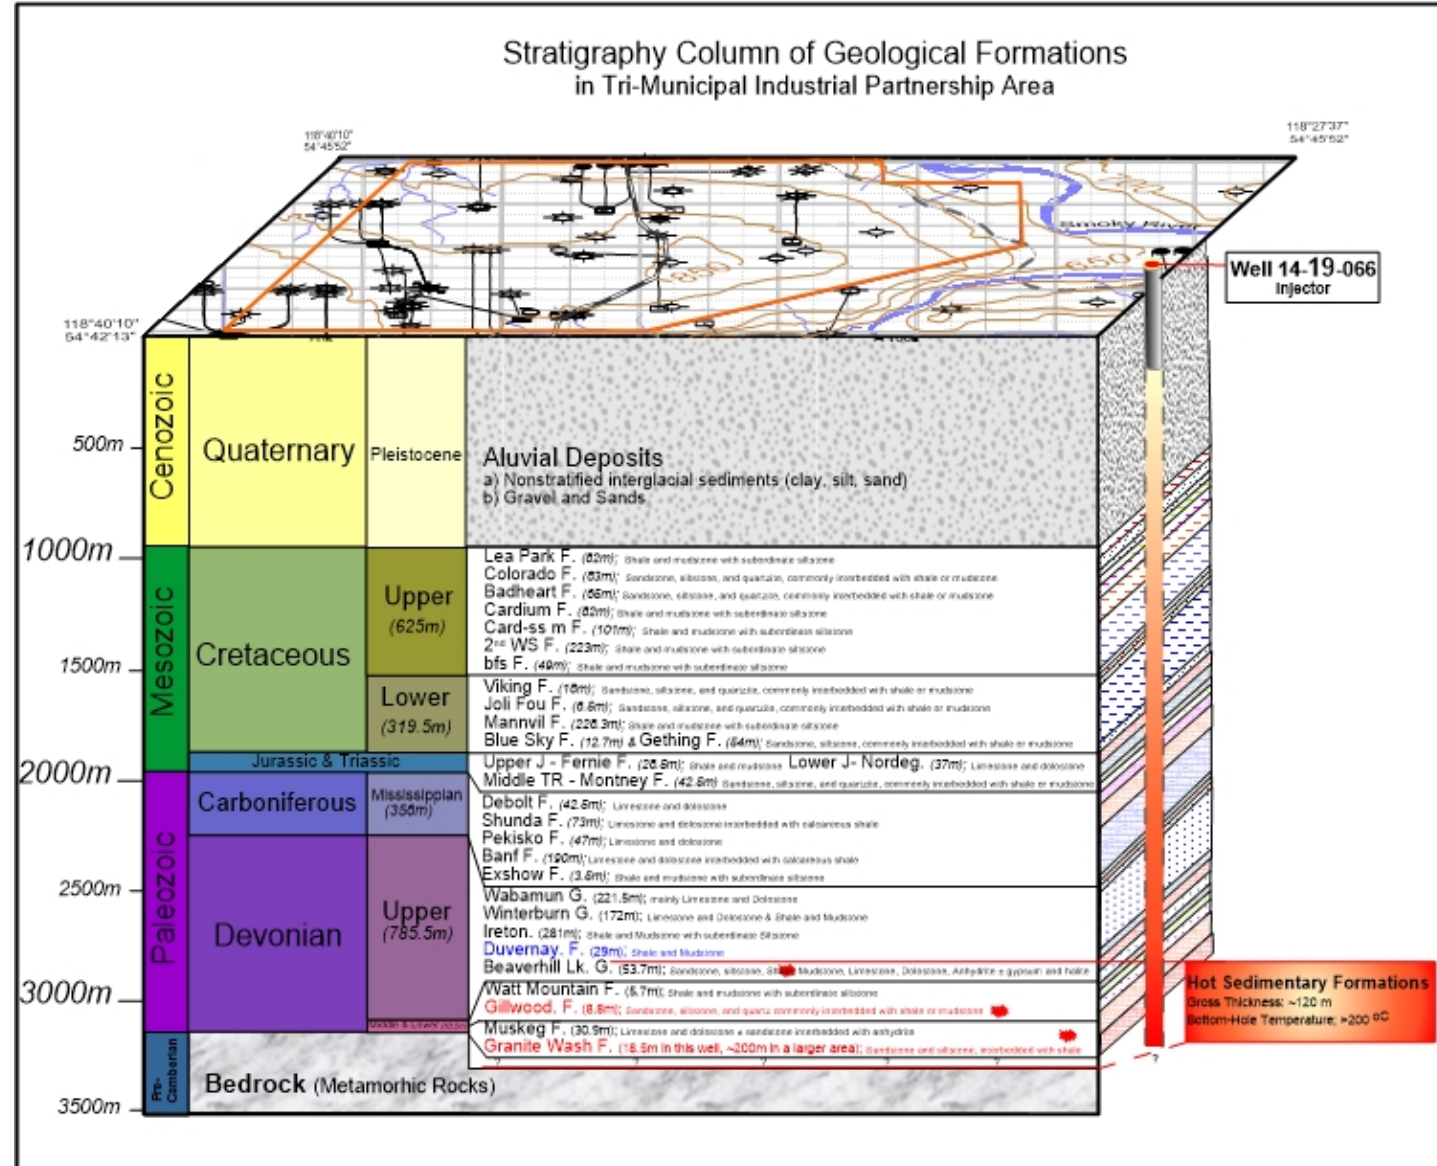 Stratigraphy Column of Geological Formations
in Tri-Municipal Industrial Partnership Area
118°40'10"
54°45'52"
118°27'37"
54°45'52"
Smoky River
850
650
Well 14-19-066
Injector
118°40'10"
54°42'13"
500m
1000m
1500m
2000m
2500m
3000m
3500m
Cenozoic
Quaternary
Pleistocene
Aluvial Deposits
a) Nonstratified interglacial sediments (clay, silt, sand)
b) Gravel and Sands
Mesozoic
Cretaceous
Upper
(625m)
Lea Park F. (82m); Shale and mudstone with subordinate siltstone
Colorado F. (63m); Sandstone, siltstone, and quartzite, commonly interbedded with shale or mudstone
Badheart F. (66m); Sandstone, siltstone, and quartzite, commonly interbedded with shale or mudstone
Cardium F. (82m); Shale and mudstone with subordinate siltstone
Card-ss m F. (101m); Shale and mudstone with subordinate siltstone
2nd WS F. (223m); Shale and mudstone with subordinate siltstone
bfs F. (49m); Shale and mudstone with subordinate siltstone
Lower
(319.5m)
Viking F. (18m); Sandstone, siltstone, and quartzite, commonly interbedded with shale or mudstone
Joli Fou F. (6.5m); Sandstone, siltstone, and quartzite, commonly interbedded with shale or mudstone
Mannvil F. (228.3m); Shale and mudstone with subordinate siltstone
Blue Sky F. (12.7m) & Gething F. (54m); Sandstone, siltstone, commonly interbedded with shale or mudstone
Jurassic & Triassic
Upper J - Fernie F. (28.5m); Shale and mudstone Lower J- Nordeg. (37m); Limestone and dolostone
Middle TR - Montney F. (42.5m) Sandstone, siltstone, and quartzite, commonly interbedded with shale or mudstone
Paleozoic
Carboniferous
Mississippian
(356m)
Debolt F. (42.5m); Limestone and dolostone
Shunda F. (73m); Limestone and dolostone interbedded with calcareous shale
Pekisko F. (47m); Limestone and dolostone
Banf F. (190m); Limestone and dolostone interbedded with calcareous shale
Exshow F. (3.5m); Shale and mudstone with subordinate siltstone
Devonian
Upper
(785.5m)
Wabamun G. (221.5m); mainly Limestone and Dolostone
Winterburn G. (172m); Limestone and Dolostone & Shale and Mudstone
Ireton. (281m); Shale and Mudstone with subordinate Siltstone
Duvernay. F. (29m); Shale and Mudstone
Beaverhill Lk. G. (53.7m); Sandstone, siltstone, Mudstone, Limestone, Dolostone, Anhydrite ± gypsum and halite
Middle & Lower
Watt Mountain F. (5.7m); Shale and mudstone with subordinate siltstone
Gillwood. F. (8.8m); Sandstone, siltstone, and quartz commonly interbedded with shale or mudstone
Muskeg F. (30.9m); Limestone and dolostone ± sandstone interbedded with anhydrite
Granite Wash F. (18.5m in this well, ~200m in a larger area); Sandstone and siltstone, interbedded with shale
? ? ? ? ? ?
Hot Sedimentary Formations
Gross Thickness: ~120 m
Bottom-Hole Temperature; >200 °C
Pre-
Camberian
Bedrock (Metamorhic Rocks)